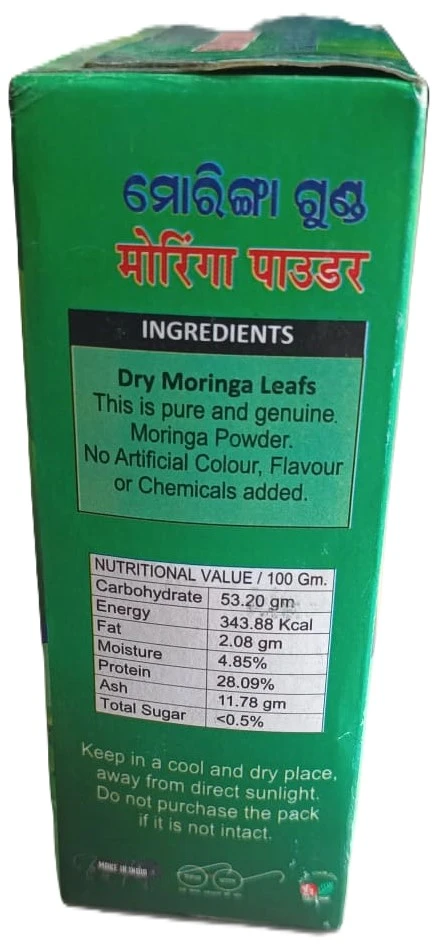 ମୋରିଙ୍ଗା ଗୁଣ୍ଡ
मोरिंगा पाउडर
INGREDIENTS
Dry Moringa Leafs
This is pure and genuine.
Moringa Powder.
No Artificial Colour, Flavour
or Chemicals added.
NUTRITIONAL VALUE / 100 Gm.
Carbohydrate 53.20 gm
Energy 343.88 Kcal
Fat 2.08 gm
Moisture 4.85%
Protein 28.09%
Ash 11.78 gm
Total Sugar <0.5%
Keep in a cool and dry place,
away from direct sunlight.
Do not purchase the pack
if it is not intact.
MAKE IN INDIA